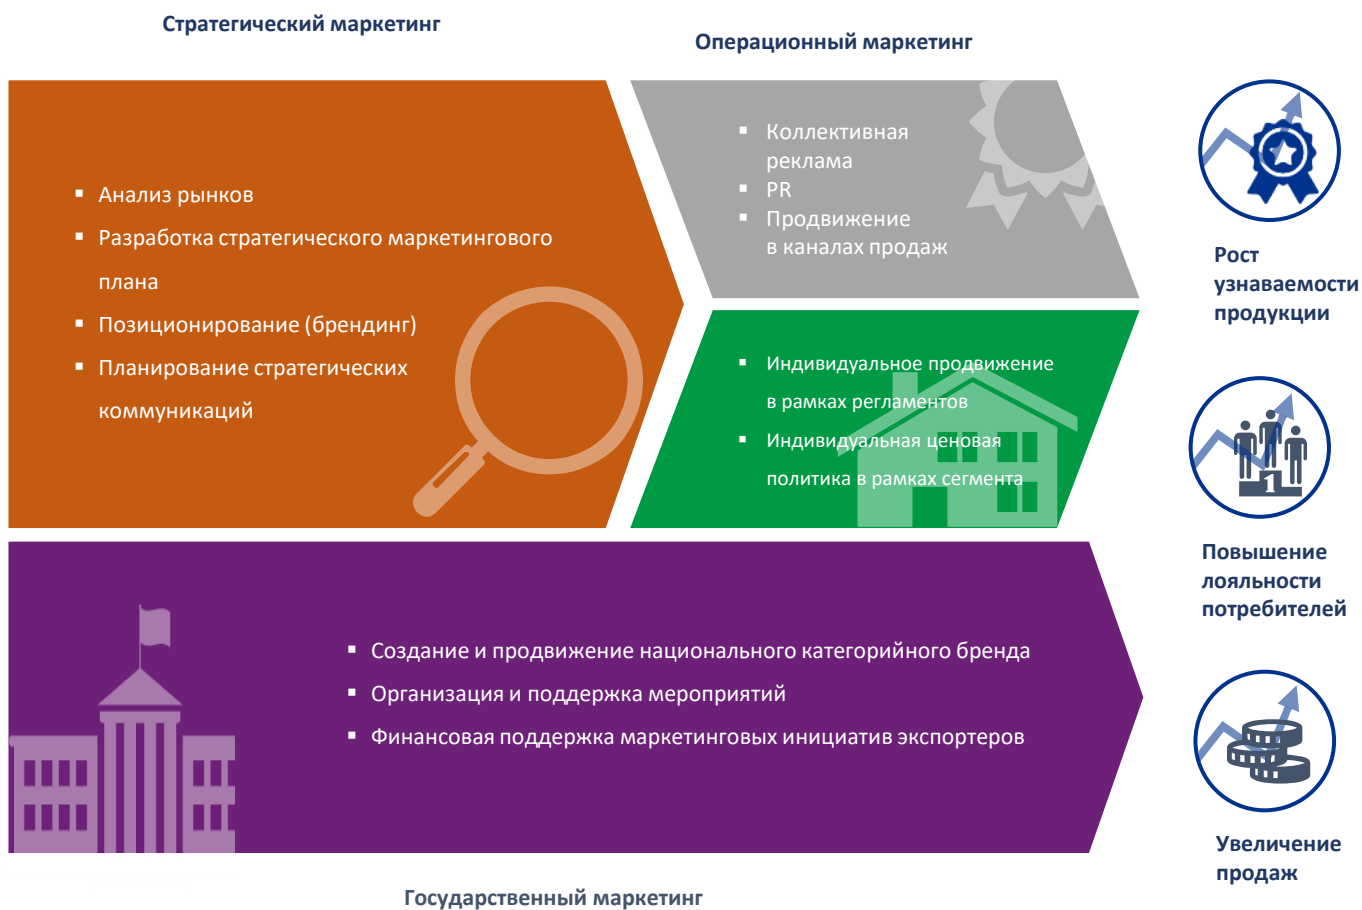 Стратегический маркетинг
Операционный маркетинг
▪ Анализ рынков
▪ Разработка стратегического маркетингового
плана
▪ Позиционирование (брендинг)
▪ Планирование стратегических
коммуникаций
▪ Коллективная
реклама
▪ PR
▪ Продвижение
в каналах продаж
▪ Индивидуальное продвижение
в рамках регламентов
▪ Индивидуальная ценовая
политика в рамках сегмента
▪ Создание и продвижение национального категорийного бренда
▪ Организация и поддержка мероприятий
▪ Финансовая поддержка маркетинговых инициатив экспортеров
Государственный маркетинг
Рост
узнаваемости
продукции
1
Повышение
лояльности
потребителей
Увеличение
продаж